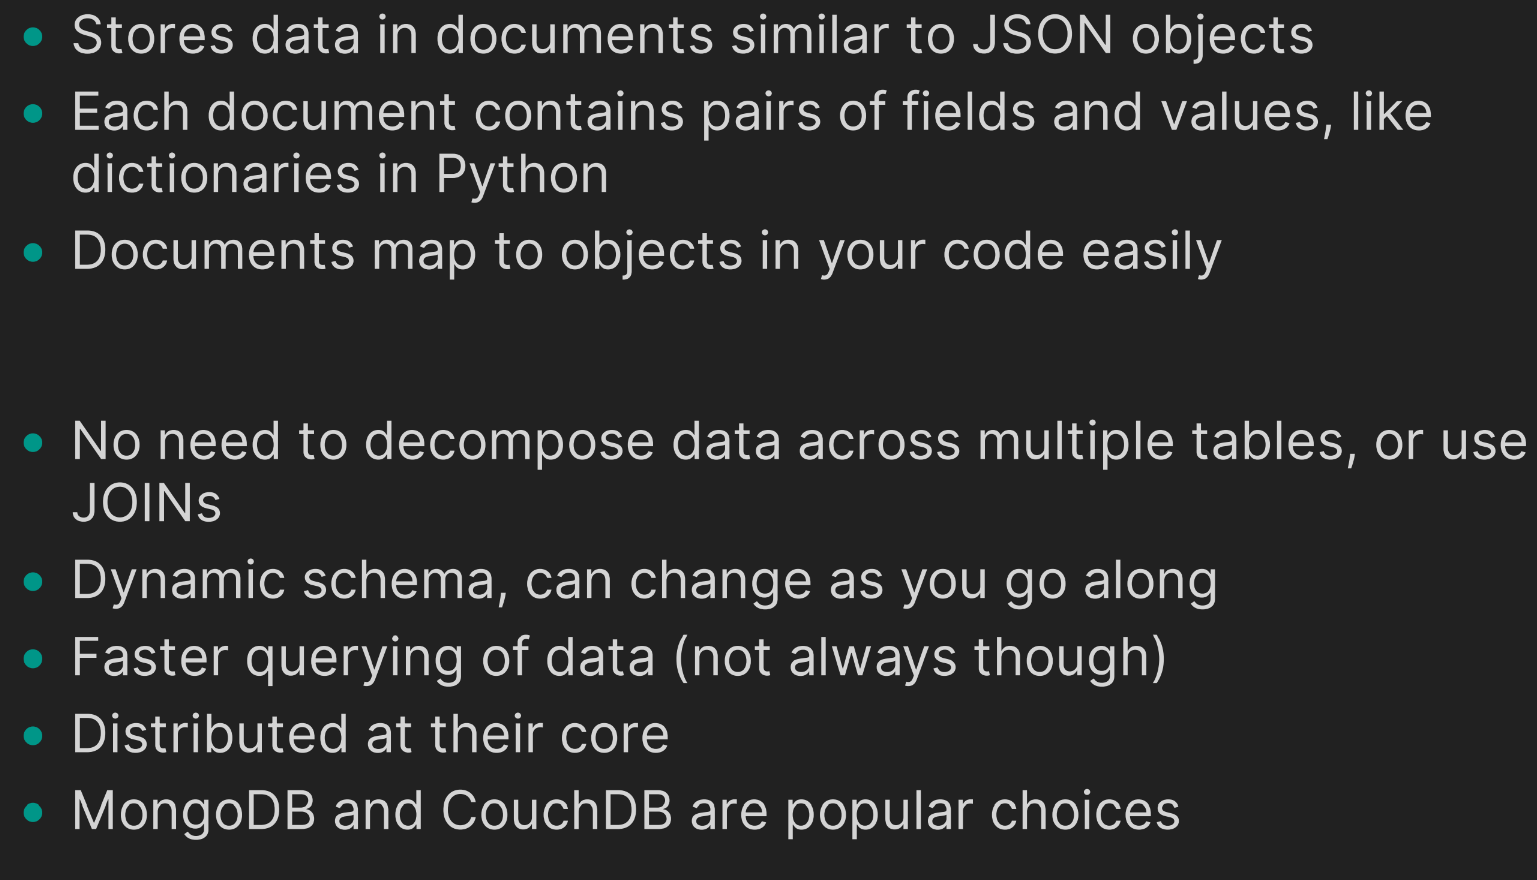 Stores data in documents similar to JSON objects
Each document contains pairs of fields and values, like
dictionaries in Python
Documents map to objects in your code easily
No need to decompose data across multiple tables, or use
JOINs
Dynamic schema, can change as you go along
Faster querying of data (not always though)
Distributed at their core
MongoDB and CouchDB are popular choices